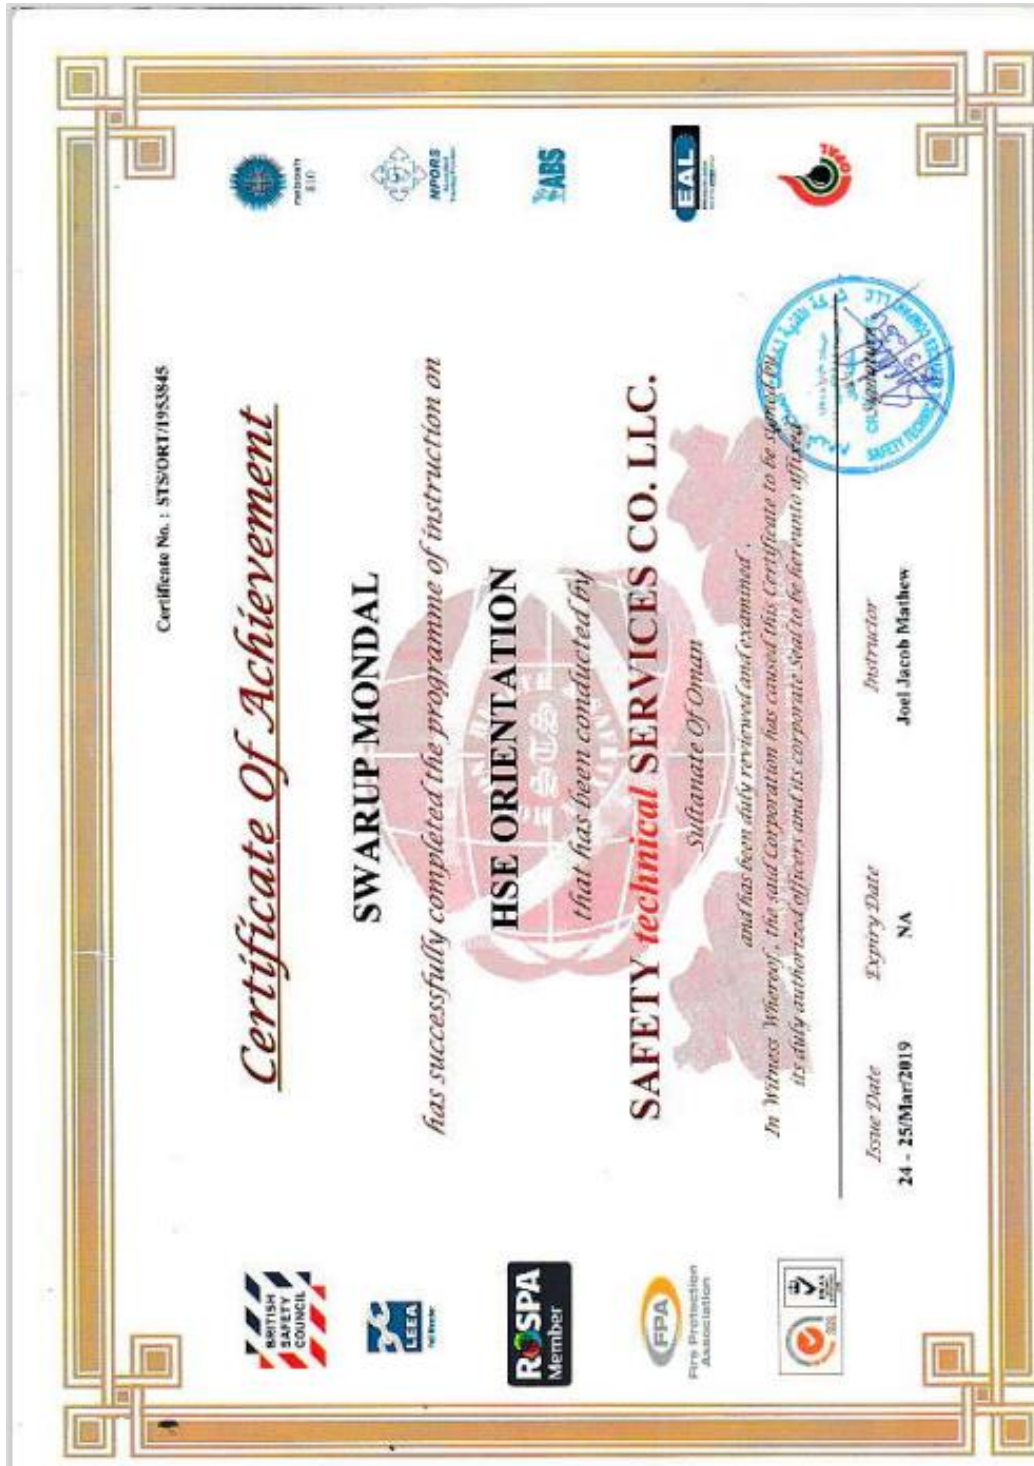 Certificate No. : STS/ORT/1953845
Certificate Of Achievement
SWARUP MONDAL
has successfully completed the programme of instruction on
HSE ORIENTATION
that has been conducted by
SAFETY technical SERVICES CO. LLC.
Sultanate Of Oman
and has been duly reviewed and examined .
In Witness Whereof , the said Corporation has caused this Certificate to be signed by
its duly authorized officers and its corporate Seal to be hereunto affixed
Issue Date
Expiry Date
Instructor
24 - 25/Mar/2019
NA
Joel Jacob Mathew
BRITISH
SAFETY
COUNCIL
LEEA
RoSPA
Member
FPA
Fire Protection
Association
NPORS
ABS
EAL
OPAL